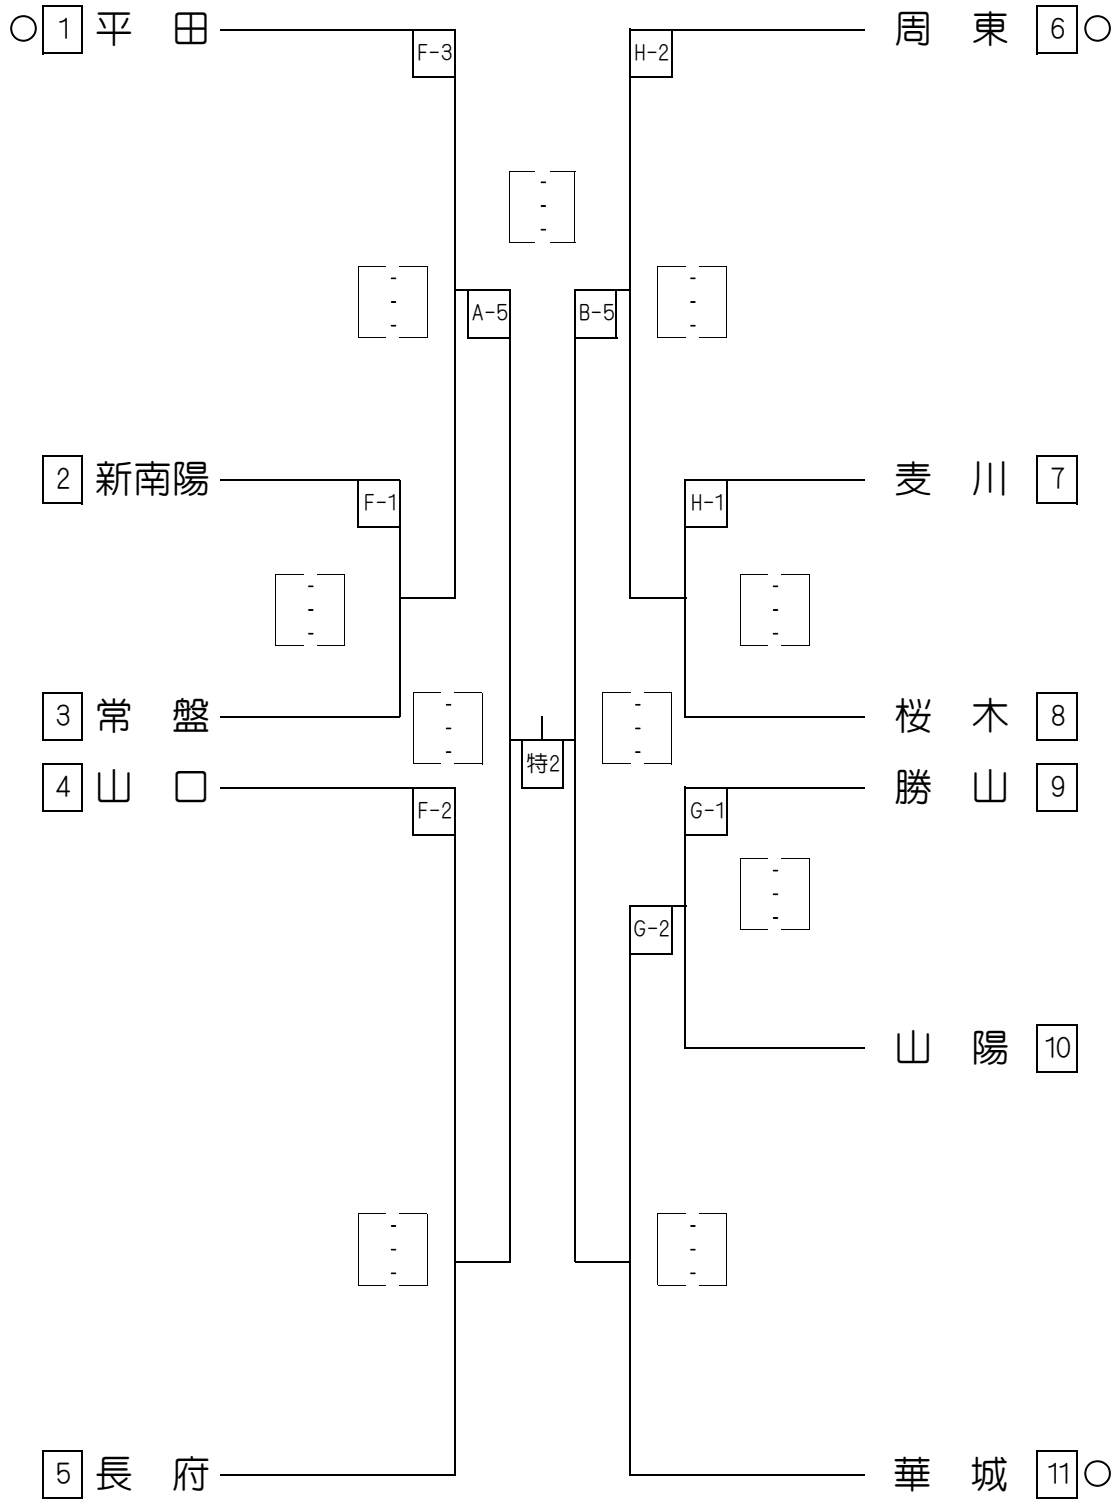 ○ 1 平 田
F-3
H-2
周 東 6 ○
-
-
-
-
-
-
A-5
B-5
-
-
-
2 新南陽
F-1
H-1
麦 川 7
-
-
-
-
-
-
3 常 盤
-
-
-
特2
-
-
-
桜 木 8
4 山 口
F-2
G-1
勝 山 9
-
-
-
G-2
山 陽 10
-
-
-
-
-
-
5 長 府
華 城 11 ○